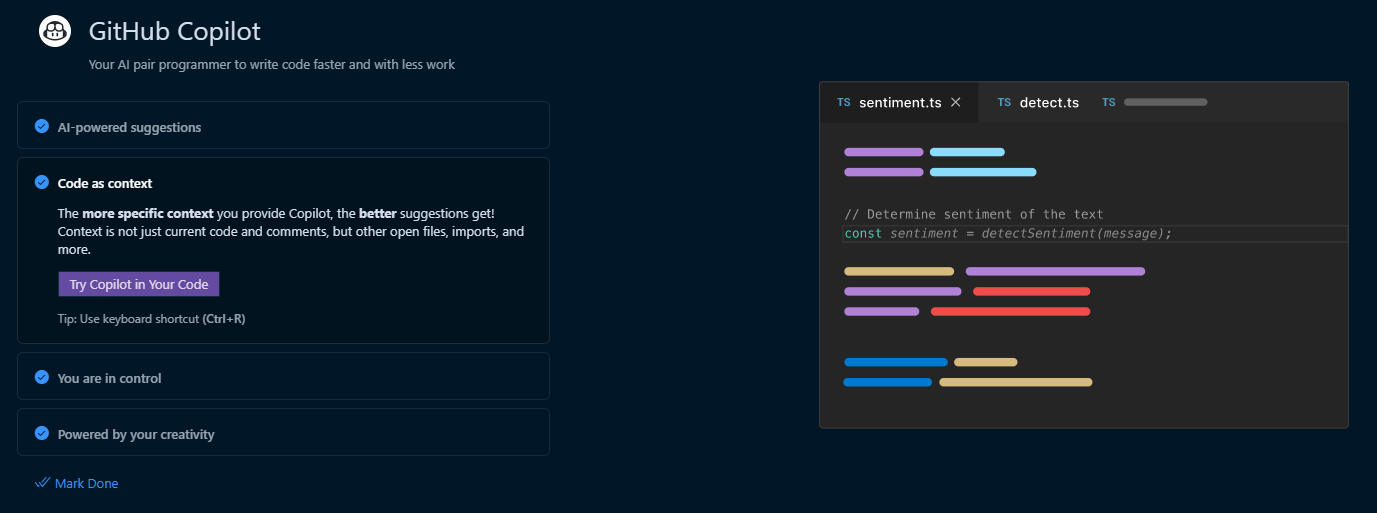 GitHub Copilot
Your AI pair programmer to write code faster and with less work
AI-powered suggestions
Code as context
The more specific context you provide Copilot, the better suggestions get!
Context is not just current code and comments, but other open files, imports, and
more.
Try Copilot in Your Code
Tip: Use keyboard shortcut (Ctrl+R)
You are in control
Powered by your creativity
Mark Done
TS sentiment.ts TS detect.ts TS
// Determine sentiment of the text
const sentiment = detectSentiment(message);